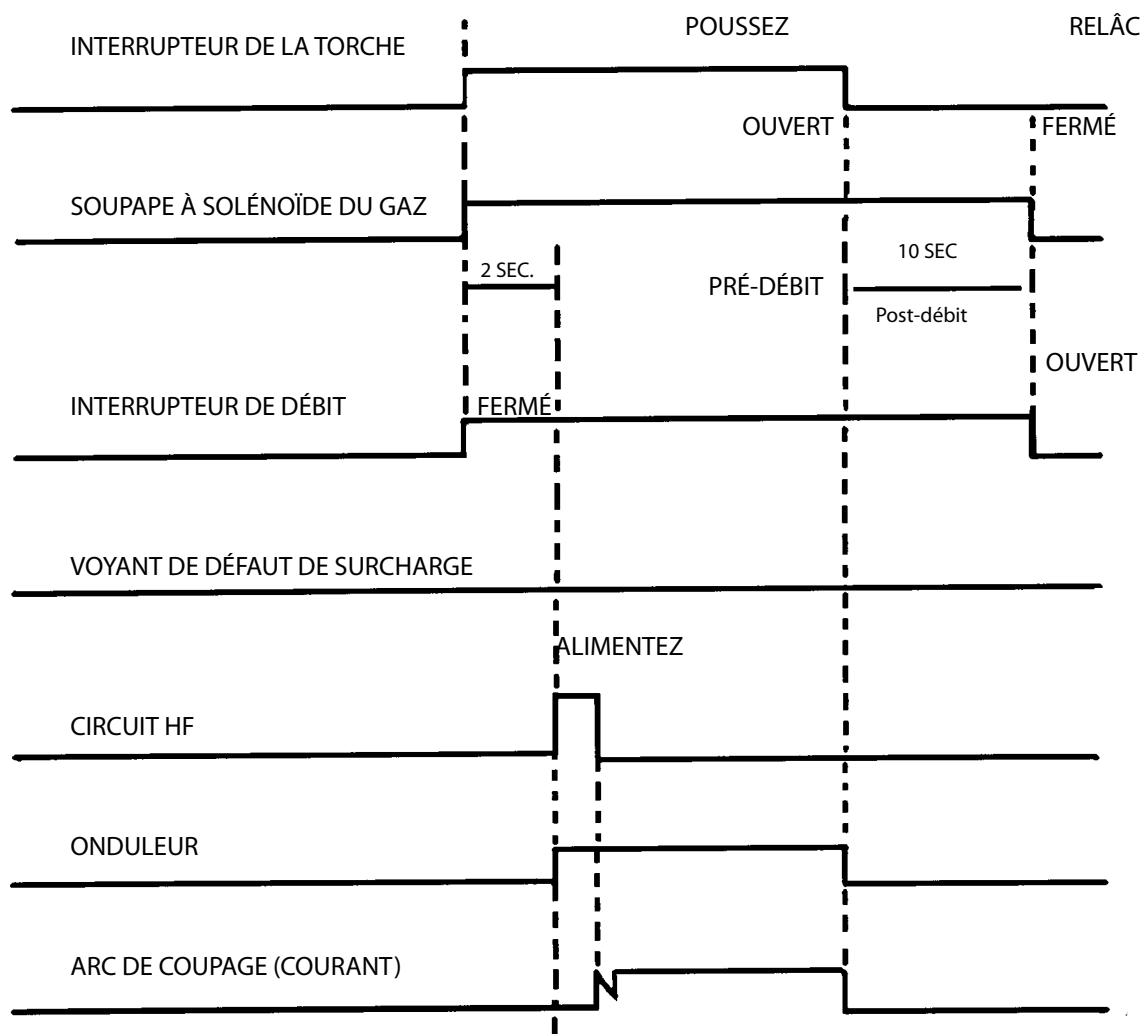 INTERRUPTEUR DE LA TORCHE
POUSSEZ
RELÂC
OUVERT
FERMÉ
SOUPAPE À SOLÉNOÏDE DU GAZ
2 SEC.
PRÉ-DÉBIT
10 SEC
Post-débit
OUVERT
INTERRUPTEUR DE DÉBIT
FERMÉ
VOYANT DE DÉFAUT DE SURCHARGE
ALIMENTEZ
CIRCUIT HF
ONDULEUR
ARC DE COUPAGE (COURANT)